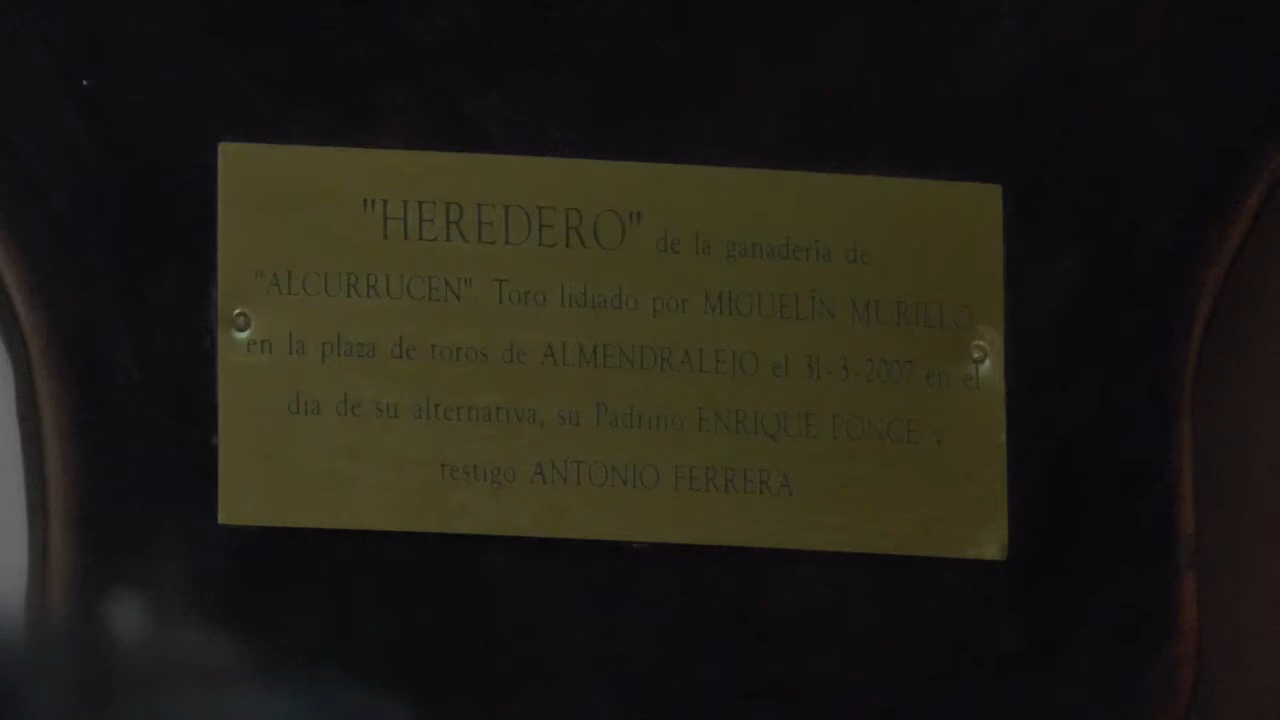 "HEREDERO" de la ganadería de
"ALCURRUCEN". Toro lidiado por MIGUELÍN MURILLO
en la plaza de toros de ALMENDRALEJO el 31-3-2007 en el
día de su alternativa, su Padrino ENRIQUE PONCE y
testigo ANTONIO FERRERA